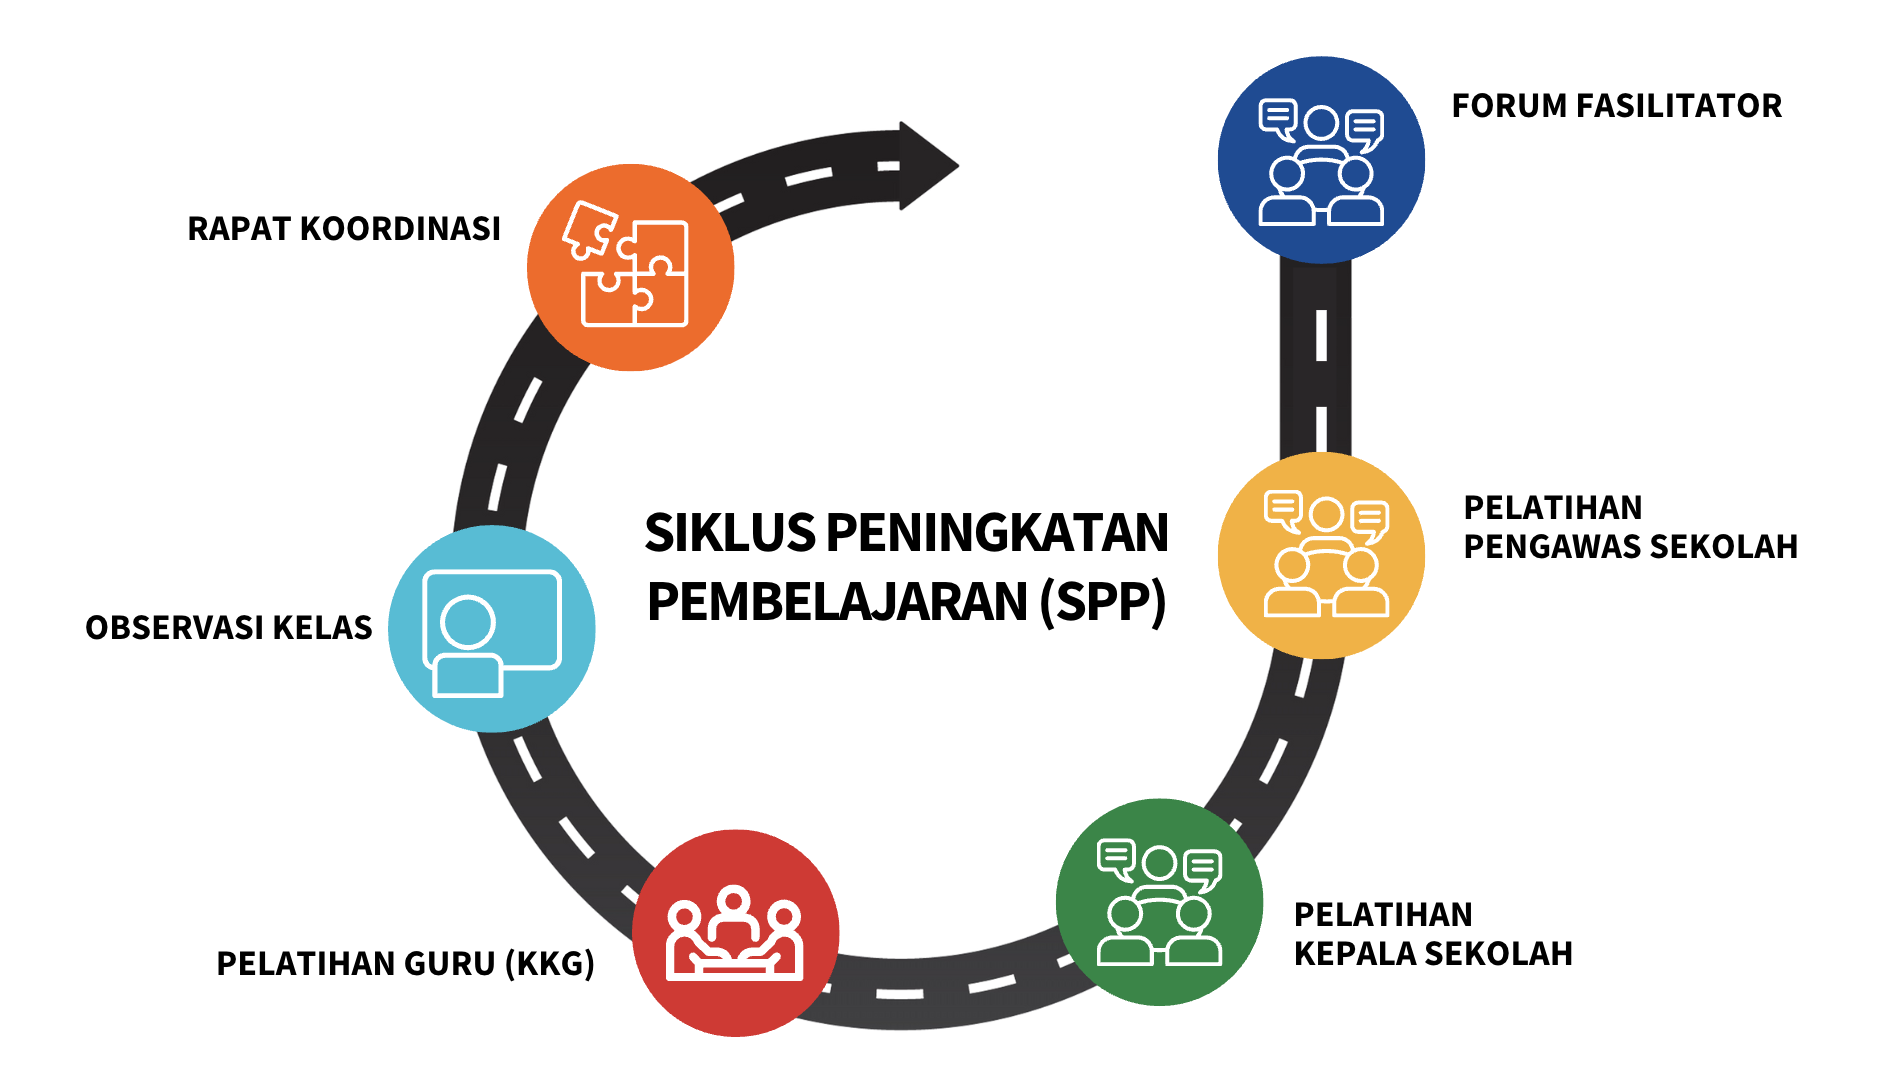 FORUM FASILITATOR
RAPAT KOORDINASI
PELATIHAN
PENGAWAS SEKOLAH
SIKLUS PENINGKATAN
PEMBELAJARAN (SPP)
OBSERVASI KELAS
PELATIHAN
KEPALA SEKOLAH
PELATIHAN GURU (KKG)